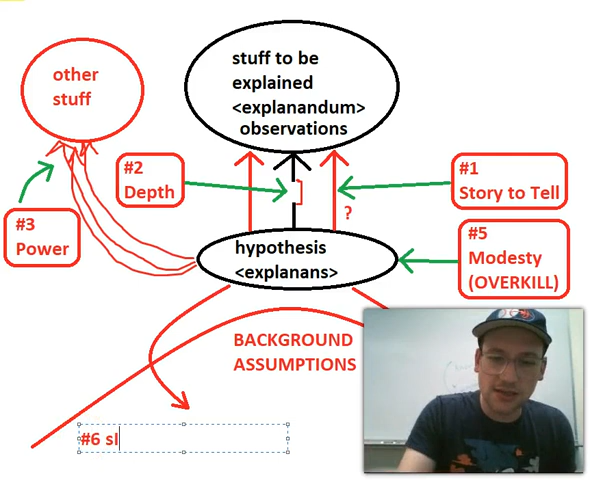 other
stuff
stuff to be
explained
<explanandum>
observations
#2
Depth
#1
Story to Tell
#3
Power
?
hypothesis
<explanans>
#5
Modesty
(OVERKILL)
BACKGROUND
ASSUMPTIONS
#6 sl